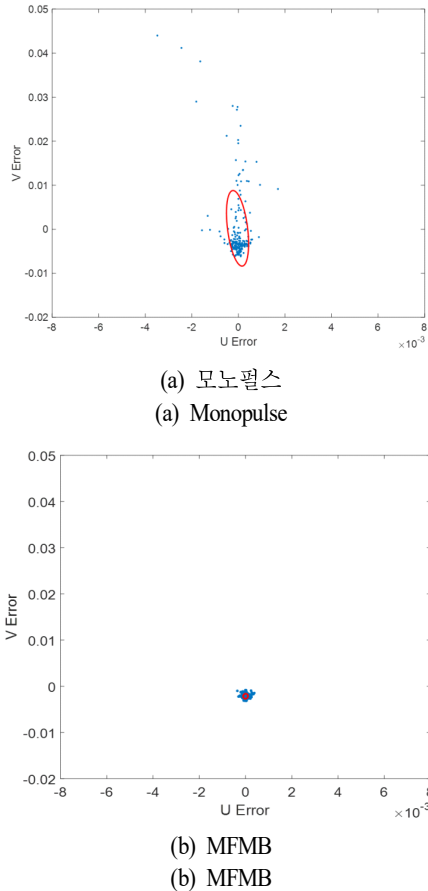 0.05
0.04
0.03
0.02
0.01
0
-0.01
-0.02
V Error
-8 -6 -4 -2 0 2 4 6 8
U Error
×10⁻³
(a) 모노펄스
(a) Monopulse
0.05
0.04
0.03
0.02
0.01
0
-0.01
-0.02
V Error
-8 -6 -4 -2 0 2 4 6 8
U Error
×10⁻³
(b) MFMB
(b) MFMB